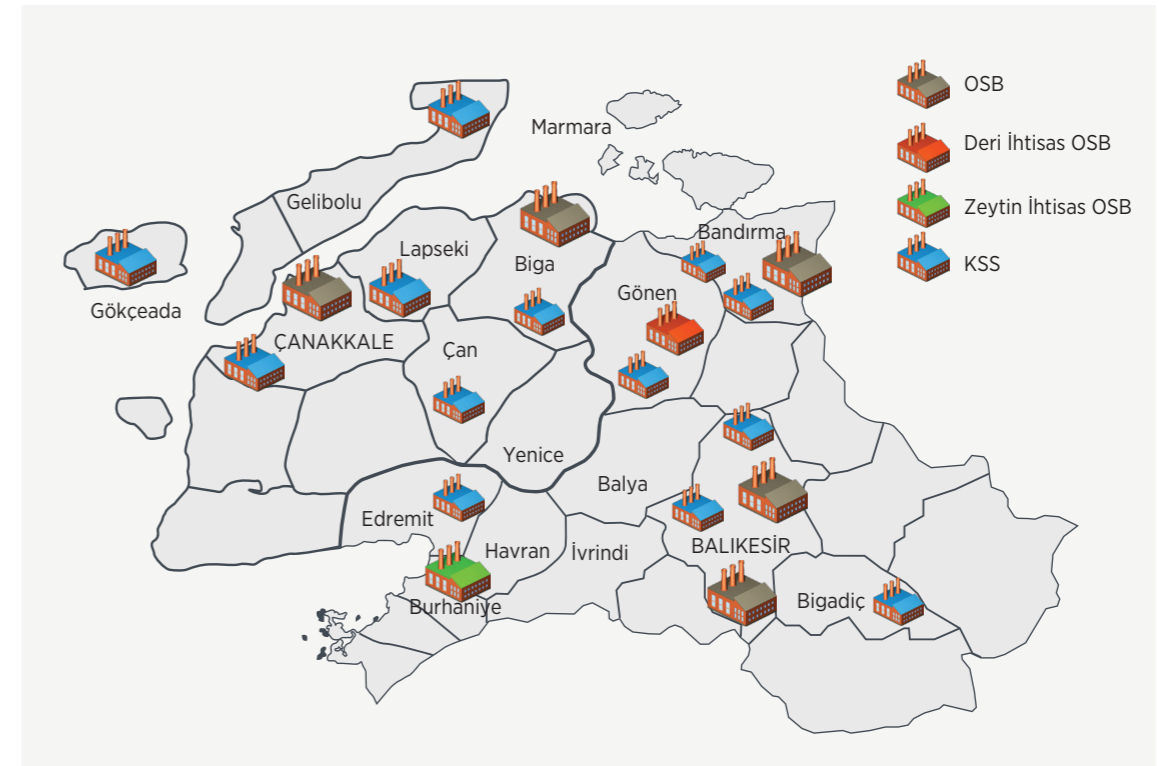 OSB
Deri İhtisas OSB
Zeytin İhtisas OSB
KSS
Marmara
Gelibolu
Bandırma
Lapseki
Biga
Gönen
Gökçeada
ÇANAKKALE
Çan
Yenice
Balya
Edremit
Havran
İvrindi
BALIKESİR
Burhaniye
Bigadiç